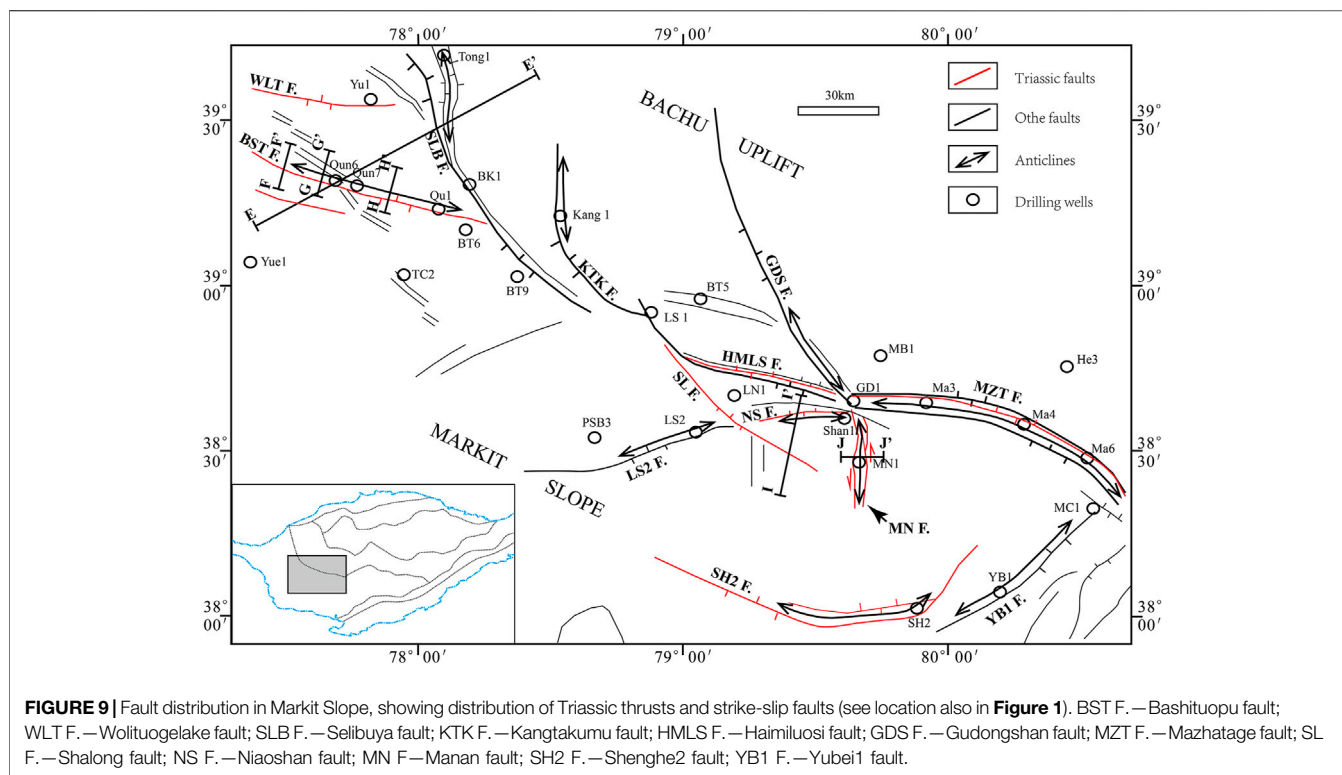 78°00′
79°00′
80°00′
Tong1
E'
WLT F.
Yu1
BACHU
UPLIFT
30km
Triassic faults
Othe faults
Anticlines
Drilling wells
39°
30′
39°
30′
BST F.
F'
G'
H'
SLB F.
Qun6
Qun7
BK1
F
G
H
Qu1
E
Kang 1
BT6
Yue1
TC2
BT9
KTK F.
GDS F.
BT5
LS 1
39°
00′
39°
00′
MB1
He3
HMLS F.
SL F.
LN1
I'
GD1
Ma3
MZT F.
NS F.
Shan1
Ma4
PSB3
LS2
MARKIT
SLOPE
LS2 F.
J
J'
MN1
Ma6
38°
30′
38°
30′
I
MN F.
MC1
SH2 F.
YB1
SH2
YB1 F.
38°
00′
38°
00′
78°00′
79°00′
80°00′
FIGURE 9 | Fault distribution in Markit Slope, showing distribution of Triassic thrusts and strike-slip faults (see location also in Figure 1). BST F.—Bashituopu fault;
WLT F.—Wolituogelake fault; SLB F.—Selibuya fault; KTK F.—Kangtakumu fault; HMLS F.—Haimiluosi fault; GDS F.—Gudongshan fault; MZT F.—Mazhatage fault; SL
F.—Shalong fault; NS F.—Niaoshan fault; MN F—Manan fault; SH2 F.—Shenghe2 fault; YB1 F.—Yubei1 fault.